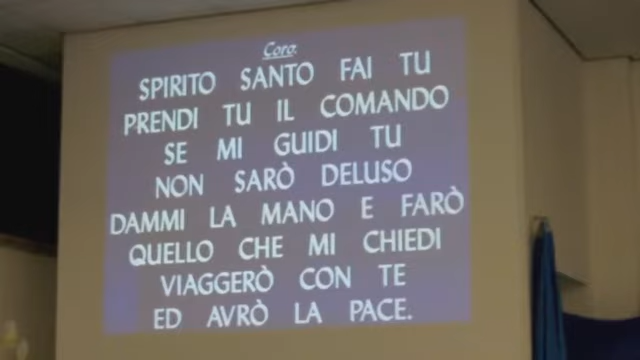 Coro:
SPIRITO SANTO FAI TU
PRENDI TU IL COMANDO
SE MI GUIDI TU
NON SARÒ DELUSO
DAMMI LA MANO E FARÒ
QUELLO CHE MI CHIEDI
VIAGGERÒ CON TE
ED AVRÒ LA PACE.